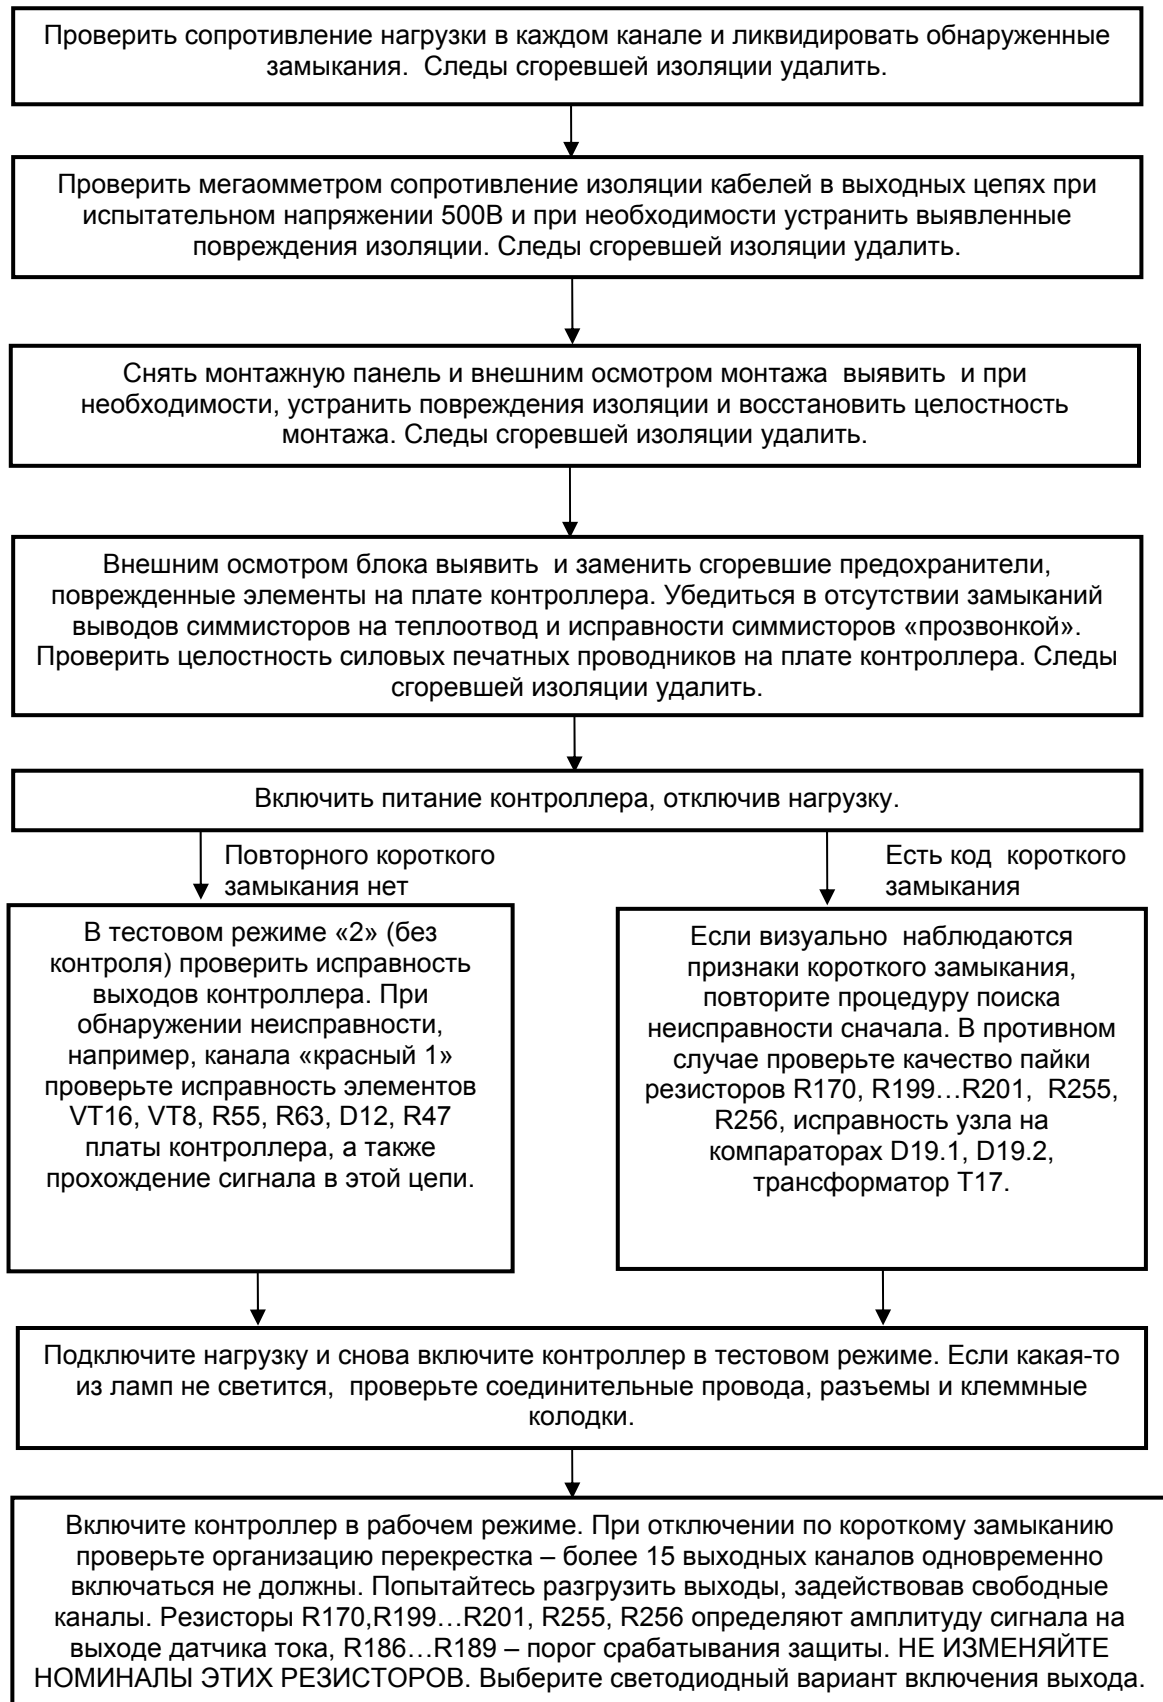 Проверить сопротивление нагрузки в каждом канале и ликвидировать обнаруженные
замыкания.  Следы сгоревшей изоляции удалить.
Проверить мегаомметром сопротивление изоляции кабелей в выходных цепях при
испытательном напряжении 500В и при необходимости устранить выявленные
повреждения изоляции. Следы сгоревшей изоляции удалить.
Снять монтажную панель и внешним осмотром монтажа  выявить  и при
необходимости, устранить повреждения изоляции и восстановить целостность
монтажа. Следы сгоревшей изоляции удалить.
Внешним осмотром блока выявить  и заменить сгоревшие предохранители,
поврежденные элементы на плате контроллера. Убедиться в отсутствии замыканий
выводов симмисторов на теплоотвод и исправности симмисторов «прозвонкой».
Проверить целостность силовых печатных проводников на плате контроллера. Следы
сгоревшей изоляции удалить.
Включить питание контроллера, отключив нагрузку.
Повторного короткого
замыкания нет
Есть код  короткого
замыкания
В тестовом режиме «2» (без
контроля) проверить исправность
выходов контроллера. При
обнаружении неисправности,
например, канала «красный 1»
проверьте исправность элементов
VT16, VT8, R55, R63, D12, R47
платы контроллера, а также
прохождение сигнала в этой цепи.
Если визуально  наблюдаются
признаки короткого замыкания,
повторите процедуру поиска
неисправности сначала. В противном
случае проверьте качество пайки
резисторов R170, R199…R201,  R255,
R256, исправность узла на
компараторах D19.1, D19.2,
трансформатор Т17.
Подключите нагрузку и снова включите контроллер в тестовом режиме. Если какая-то
из ламп не светится,  проверьте соединительные провода, разъемы и клеммные
колодки.
Включите контроллер в рабочем режиме. При отключении по короткому замыканию
проверьте организацию перекрестка – более 15 выходных каналов одновременно
включаться не должны. Попытайтесь разгрузить выходы, задействовав свободные
каналы. Резисторы R170,R199…R201, R255, R256 определяют амплитуду сигнала на
выходе датчика тока, R186…R189 – порог срабатывания защиты. НЕ ИЗМЕНЯЙТЕ
НОМИНАЛЫ ЭТИХ РЕЗИСТОРОВ. Выберите светодиодный вариант включения выхода.